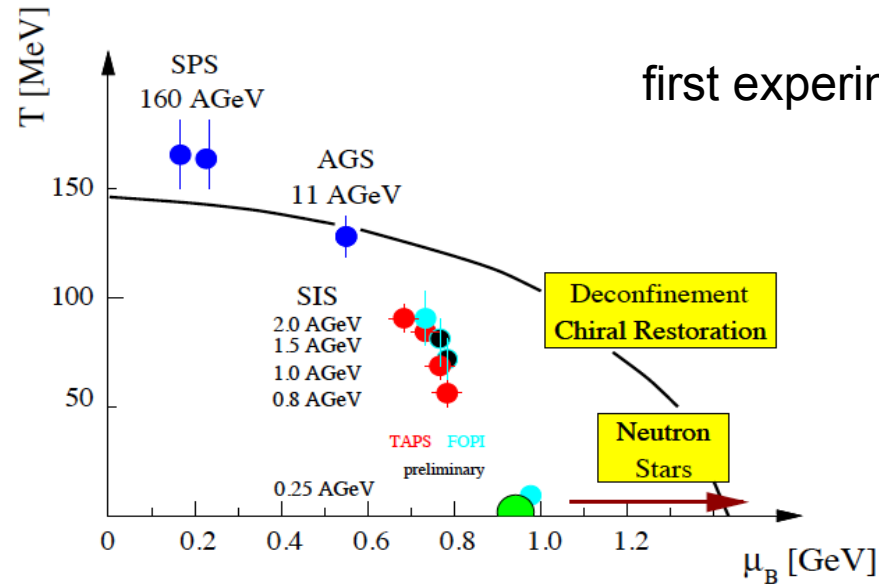 T [MeV]
SPS
160 AGeV
first experin
AGS
11 AGeV
150
100
50
SIS
2.0 AGeV
1.5 AGeV
1.0 AGeV
0.8 AGeV
Deconfinement
Chiral Restoration
TAPS FOPI
preliminary
Neutron
Stars
0.25 AGeV
0 0.2 0.4 0.6 0.8 1.0 1.2
μB [GeV]